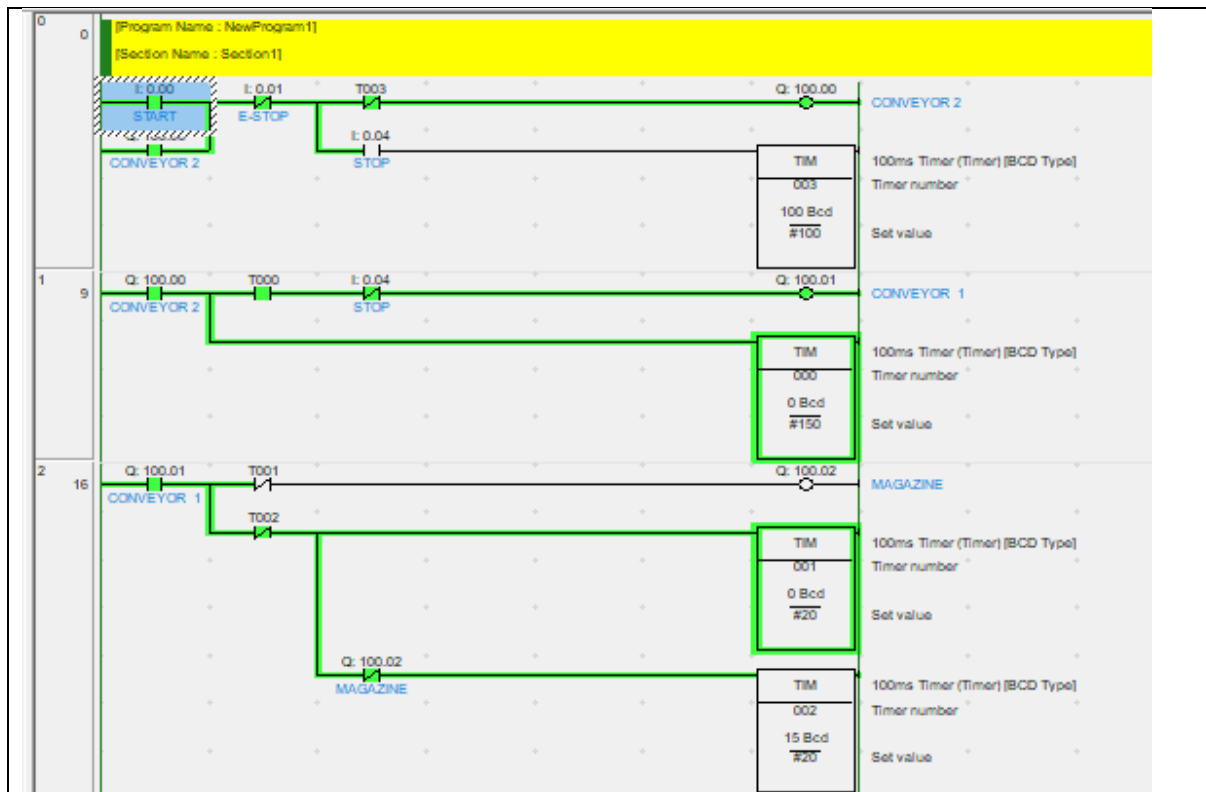 0
0
[Program Name : NewProgram1]
[Section Name : Section1]
I: 0.00 I: 0.01 T003 Q: 100.00
START E-STOP CONVEYOR 2
I: 0.04
CONVEYOR 2 STOP TIM 100ms Timer (Timer) [BCD Type]
003 Timer number
100 Bcd
#100 Set value
1
9
Q: 100.00 T000 I: 0.04 Q: 100.01
CONVEYOR 2 STOP CONVEYOR 1
TIM 100ms Timer (Timer) [BCD Type]
000 Timer number
0 Bcd
#150 Set value
2
16
Q: 100.01 T001 Q: 100.02
CONVEYOR 1 MAGAZINE
T002
TIM 100ms Timer (Timer) [BCD Type]
001 Timer number
0 Bcd
#20 Set value
Q: 100.02
MAGAZINE TIM 100ms Timer (Timer) [BCD Type]
002 Timer number
15 Bcd
#20 Set value